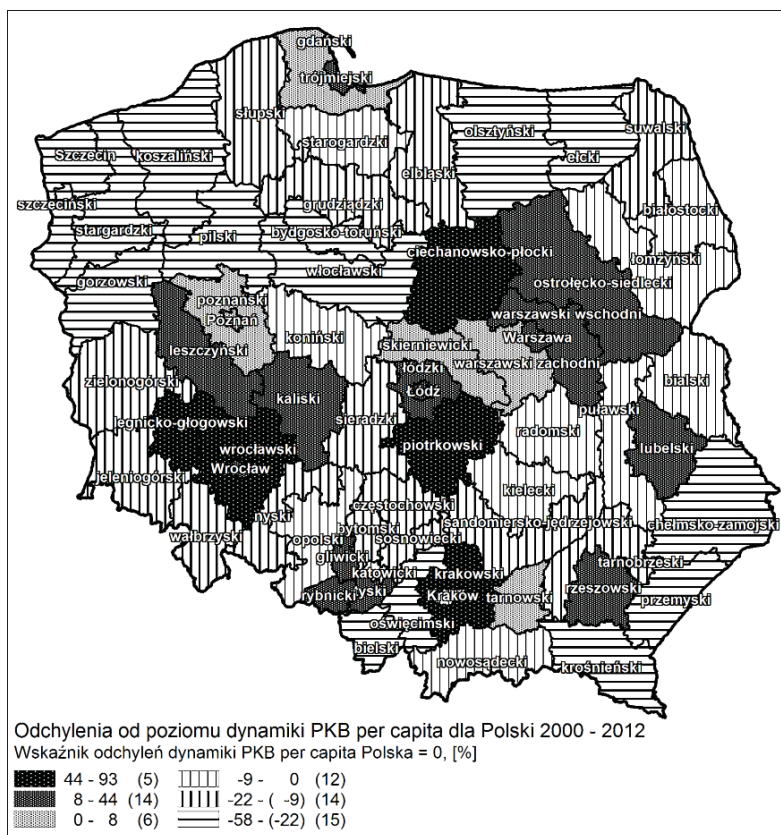 gdański
trójmiejski
słupski
starogardzki
olsztyński
suwalski
Szczecin
koszaliński
elbląski
ełcki
szczeciński
grudziadzki
białostocki
stargardzki
pilski
bydgosko-toruński
ciechanowsko-płocki
łomzyński
włocławski
gorzowski
ostrołęcko-siedlecki
poznański
Poznań
warszawski wschodni
koniński
skierniewicki
Warszawa
leszczyński
łódzki
warszawski zachodni
zielonogórski
kaliski
Łódź
bialski
legnicko-głogowski
sieradzki
puławski
radomski
wrocławski
piotrkowski
lubelski
Wrocław
jeleniogórski
kielecki
częstochowski
nyski
sandomiersko-jędrzejowski
chełmsko-zamojski
wałbrzyski
opolski
bytomski
sosnowiecki
gliwicki
tarnobrzeski
katowicki
krakowski
rybnicki
tyski
Kraków
tarnowski
rzeszowski
przemyski
oświęcimski
bielski
nowosądecki
krośnieński
Odchylenia od poziomu dynamiki PKB per capita dla Polski 2000 - 2012
Wskaźnik odchyleń dynamiki PKB per capita Polska = 0, [%]
44 - 93 (5) -9 - 0 (12)
8 - 44 (14) -22 - ( -9) (14)
0 - 8 (6) -58 - (-22) (15)